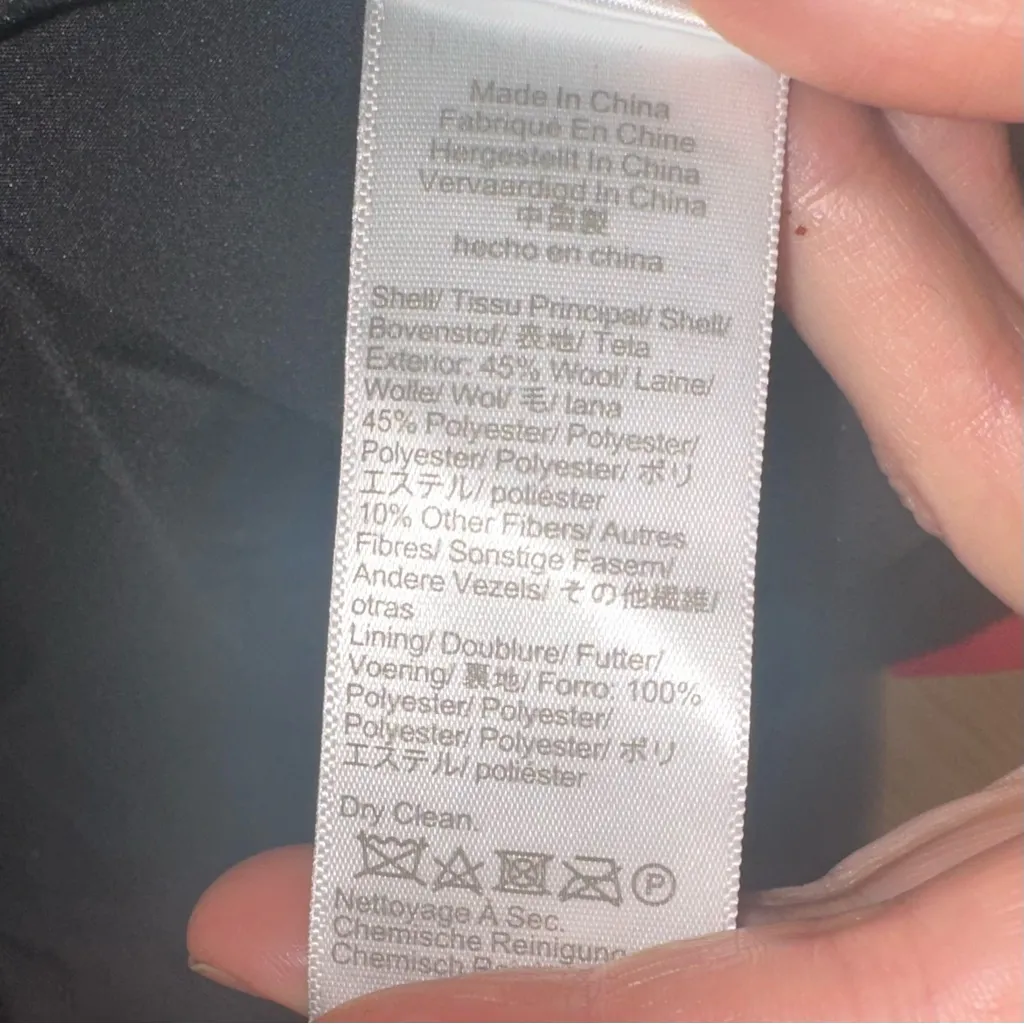 Made In China
Fabriqué En Chine
Hergestellt In China
Vervaardigd In China
中国製
hecho en china
Shell/ Tissu Principal/ Shell/
Bovenstof/ 表地/ Tela
Exterior: 45% Wool/ Laine/
Wolle/ Wol/ 毛/ lana
45% Polyester/ Polyester/
Polyester/ Polyester/ ポリ
エステル/ poliéster
10% Other Fibers/ Autres
Fibres/ Sonstige Fasern/
Andere Vezels/ その他繊維/
otras
Lining/ Doublure/ Futter/
Voering/ 裏地/ Forro: 100%
Polyester/ Polyester/
Polyester/ Polyester/ ポリ
エステル/ poliéster
Dry Clean.
P
Nettoyage À Sec.
Chemische Reinigung
Chemisch